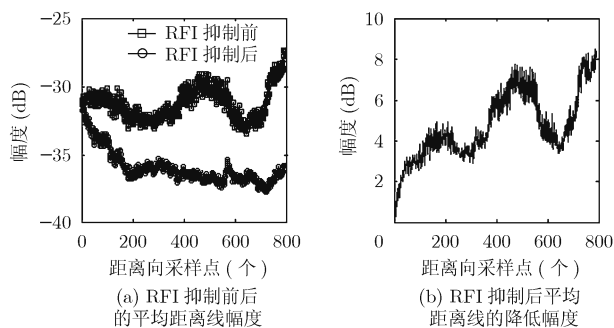 −25
−30
−35
−40
幅度 (dB)
RFI 抑制前
RFI 抑制后
0 200 400 600 800
距离向采样点 ( 个 )
(a) RFI 抑制前后
的平均距离线幅度
10
8
6
4
2
幅度 (dB)
0 200 400 600 800
距离向采样点 ( 个 )
(b) RFI 抑制后平均
距离线的降低幅度